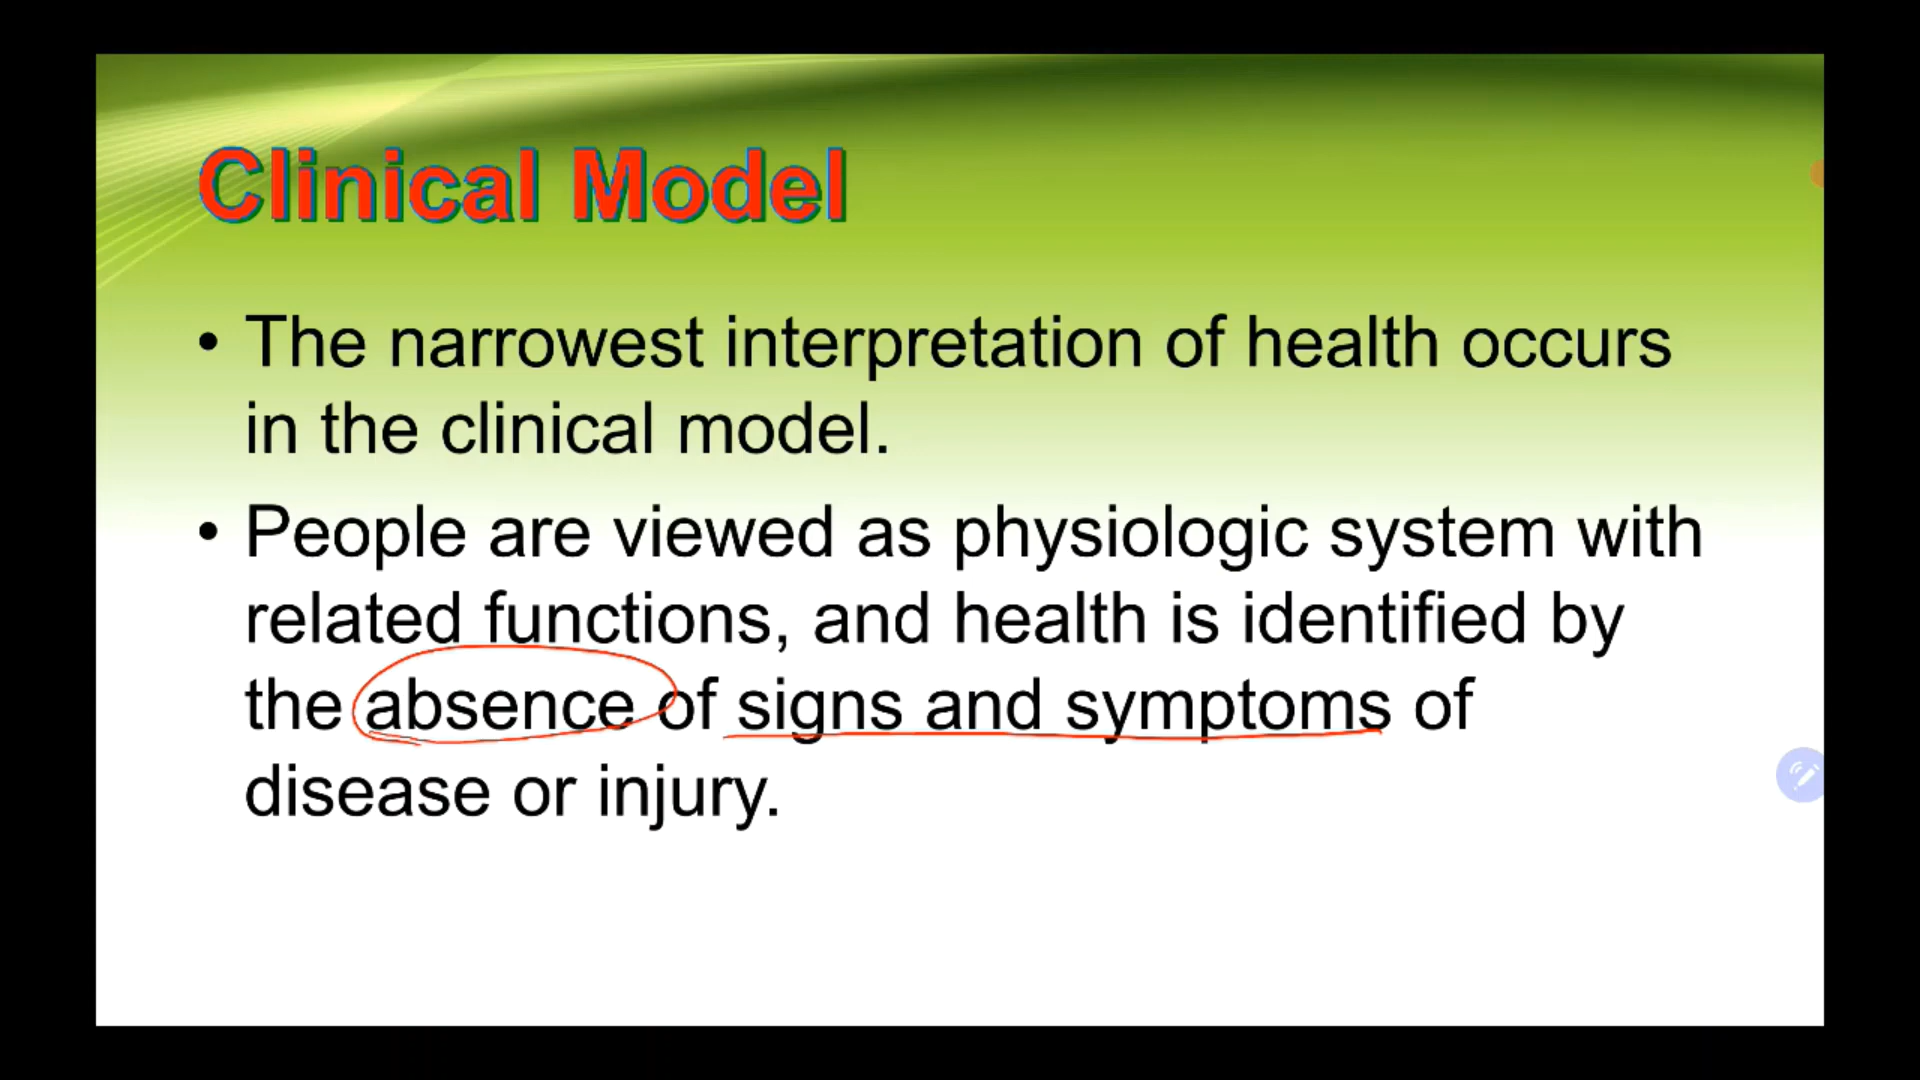 Clinical Model
• The narrowest interpretation of health occurs
in the clinical model.
• People are viewed as physiologic system with
related functions, and health is identified by
the absence of signs and symptoms of
disease or injury.